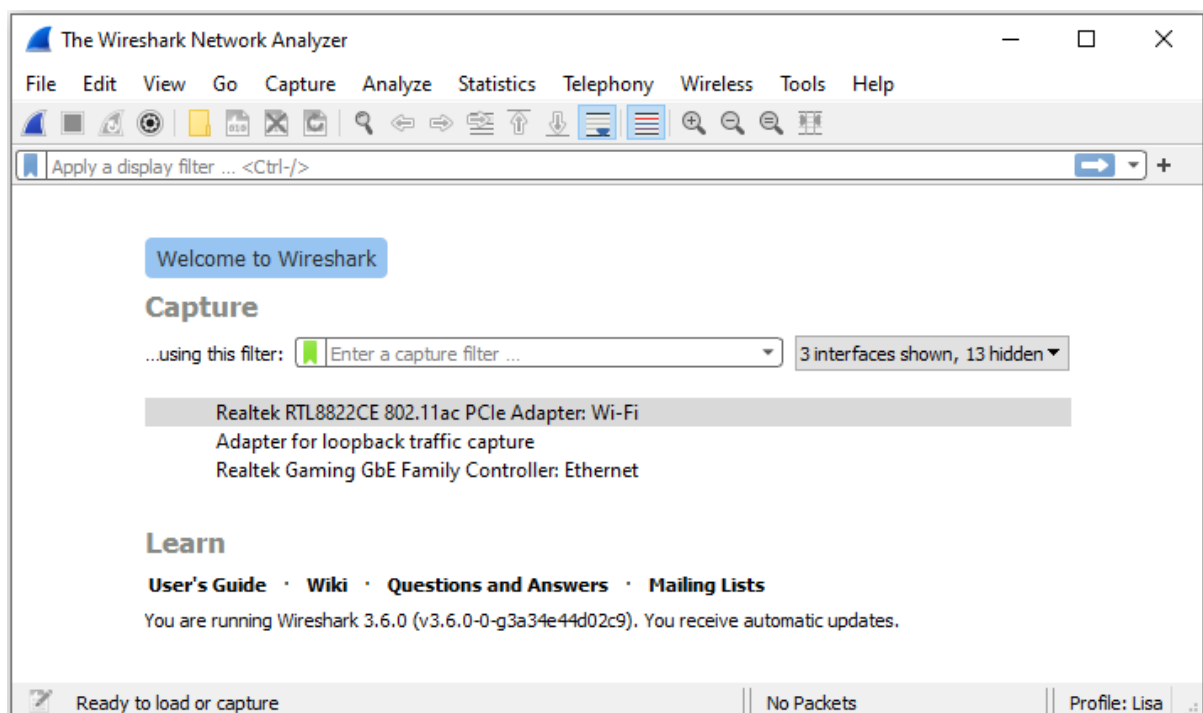 The Wireshark Network Analyzer
File Edit View Go Capture Analyze Statistics Telephony Wireless Tools Help
Apply a display filter ... <Ctrl-/>
Welcome to Wireshark
Capture
...using this filter: Enter a capture filter ... 3 interfaces shown, 13 hidden
Realtek RTL8822CE 802.11ac PCIe Adapter: Wi-Fi
Adapter for loopback traffic capture
Realtek Gaming GbE Family Controller: Ethernet
Learn
User's Guide · Wiki · Questions and Answers · Mailing Lists
You are running Wireshark 3.6.0 (v3.6.0-0-g3a34e44d02c9). You receive automatic updates.
Ready to load or capture No Packets Profile: Lisa